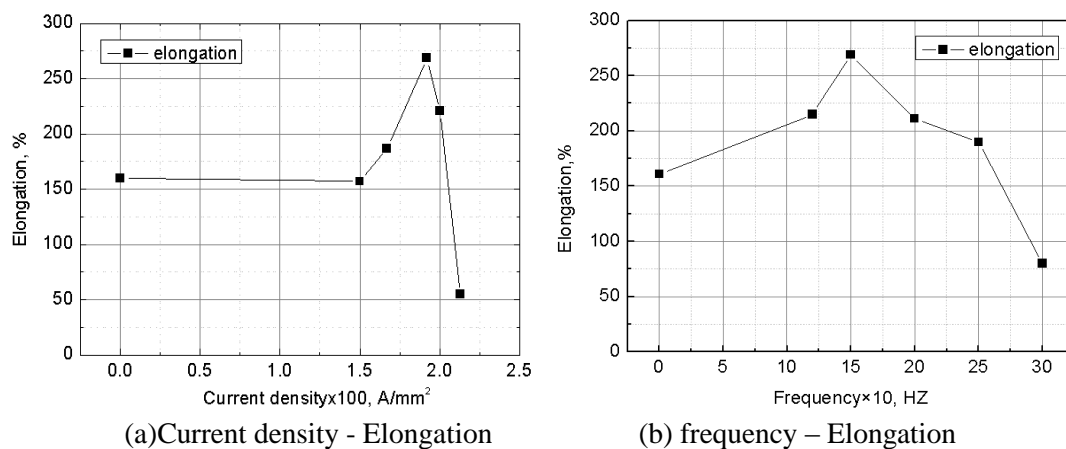 300
250
200
150
100
50
0
elongation
Elongation, %
0.0 0.5 1.0 1.5 2.0 2.5
Current density×100, A/mm²
(a)Current density - Elongation
300
250
200
150
100
50
0
elongation
Elongation,%
0 5 10 15 20 25 30
Frequency×10, HZ
(b) frequency – Elongation